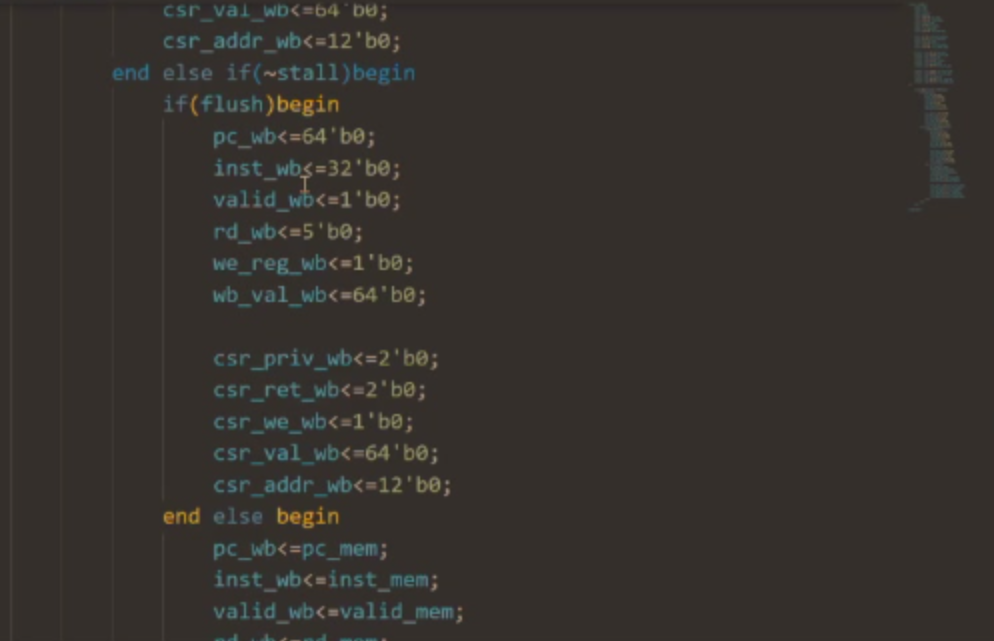 csr_val_wb<=64'b0;
csr_addr_wb<=12'b0;
end else if(~stall)begin
if(flush)begin
pc_wb<=64'b0;
inst_wb<=32'b0;
valid_wb<=1'b0;
rd_wb<=5'b0;
we_reg_wb<=1'b0;
wb_val_wb<=64'b0;
csr_priv_wb<=2'b0;
csr_ret_wb<=2'b0;
csr_we_wb<=1'b0;
csr_val_wb<=64'b0;
csr_addr_wb<=12'b0;
end else begin
pc_wb<=pc_mem;
inst_wb<=inst_mem;
valid_wb<=valid_mem;
rd_wb<=rd_mem;